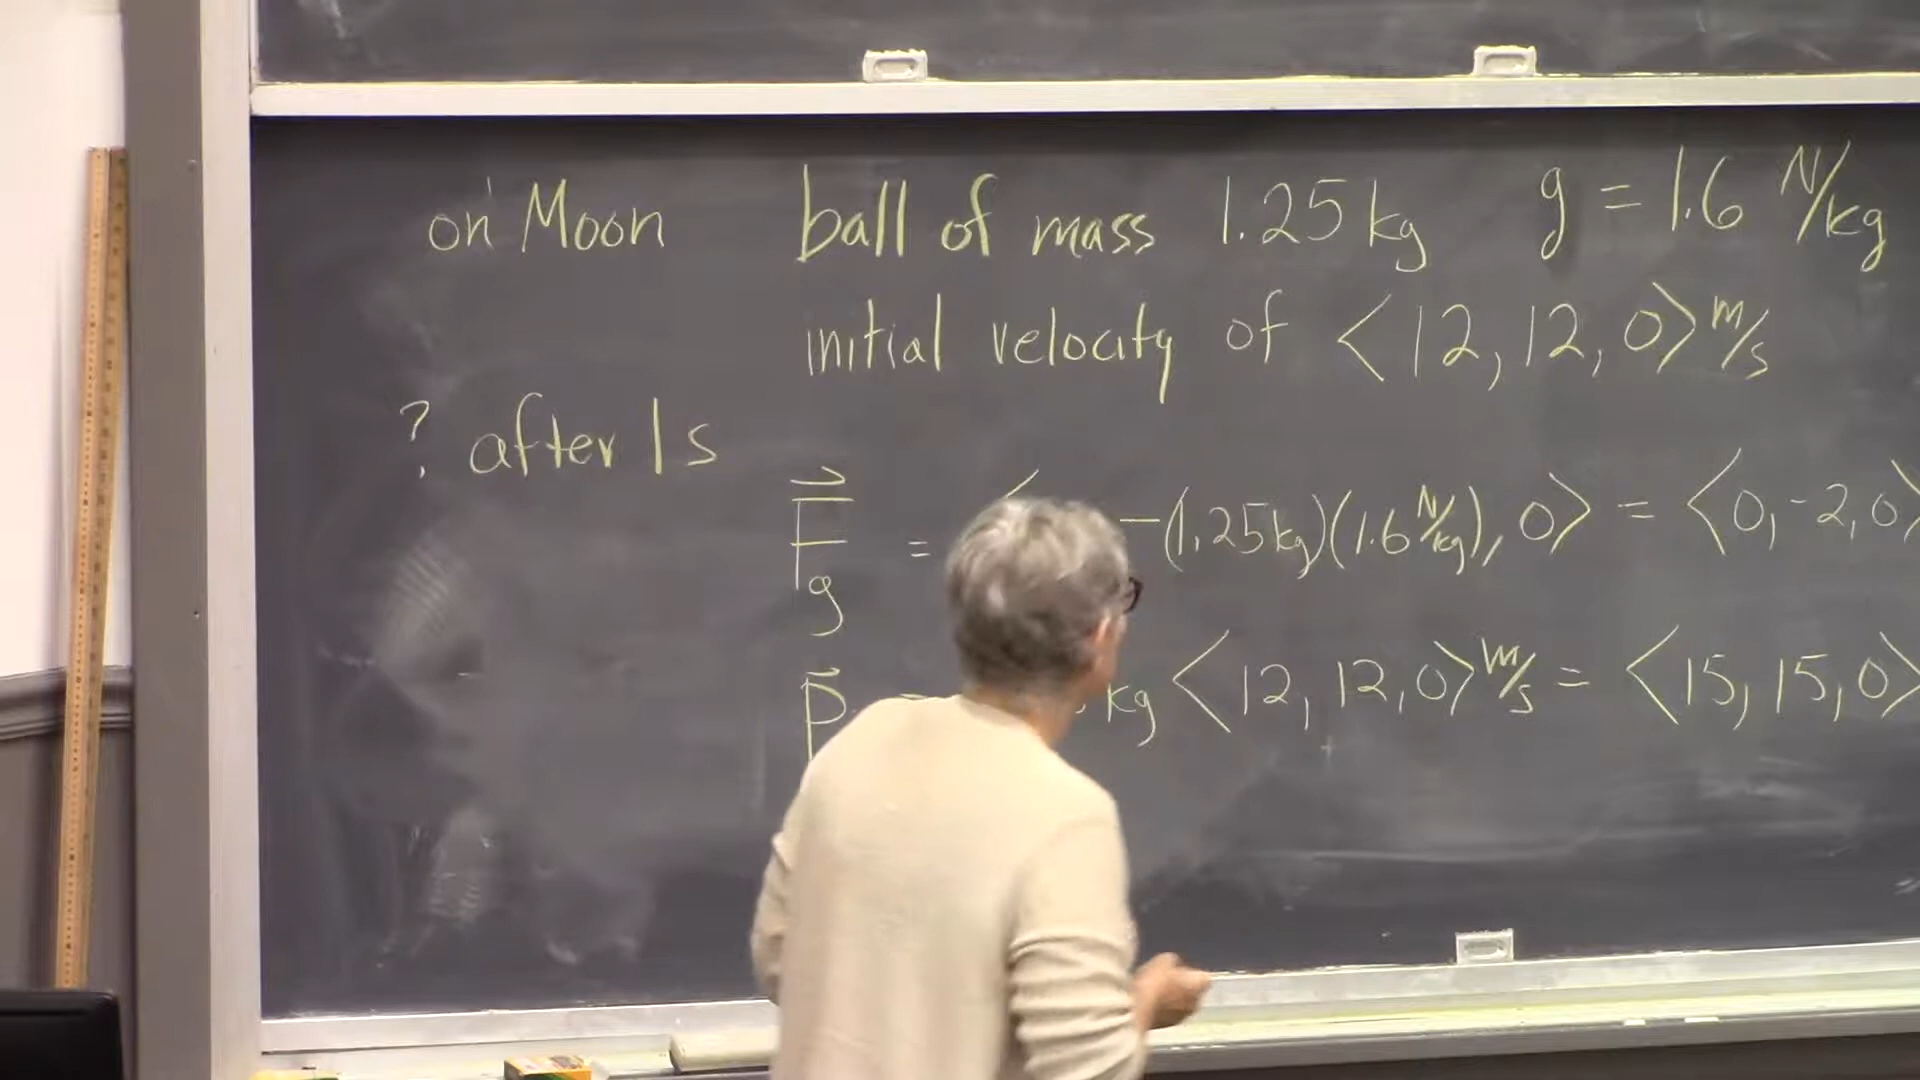 on Moon ball of mass 1.25 kg g = 1.6 N/kg
initial velocity of <12, 12, 0> m/s
? after 1 s
F⃗g = < -(1.25 kg)(1.6 N/kg), 0> = <0, -2, 0>
p⃗ = kg <12, 12, 0> m/s = <15, 15, 0>